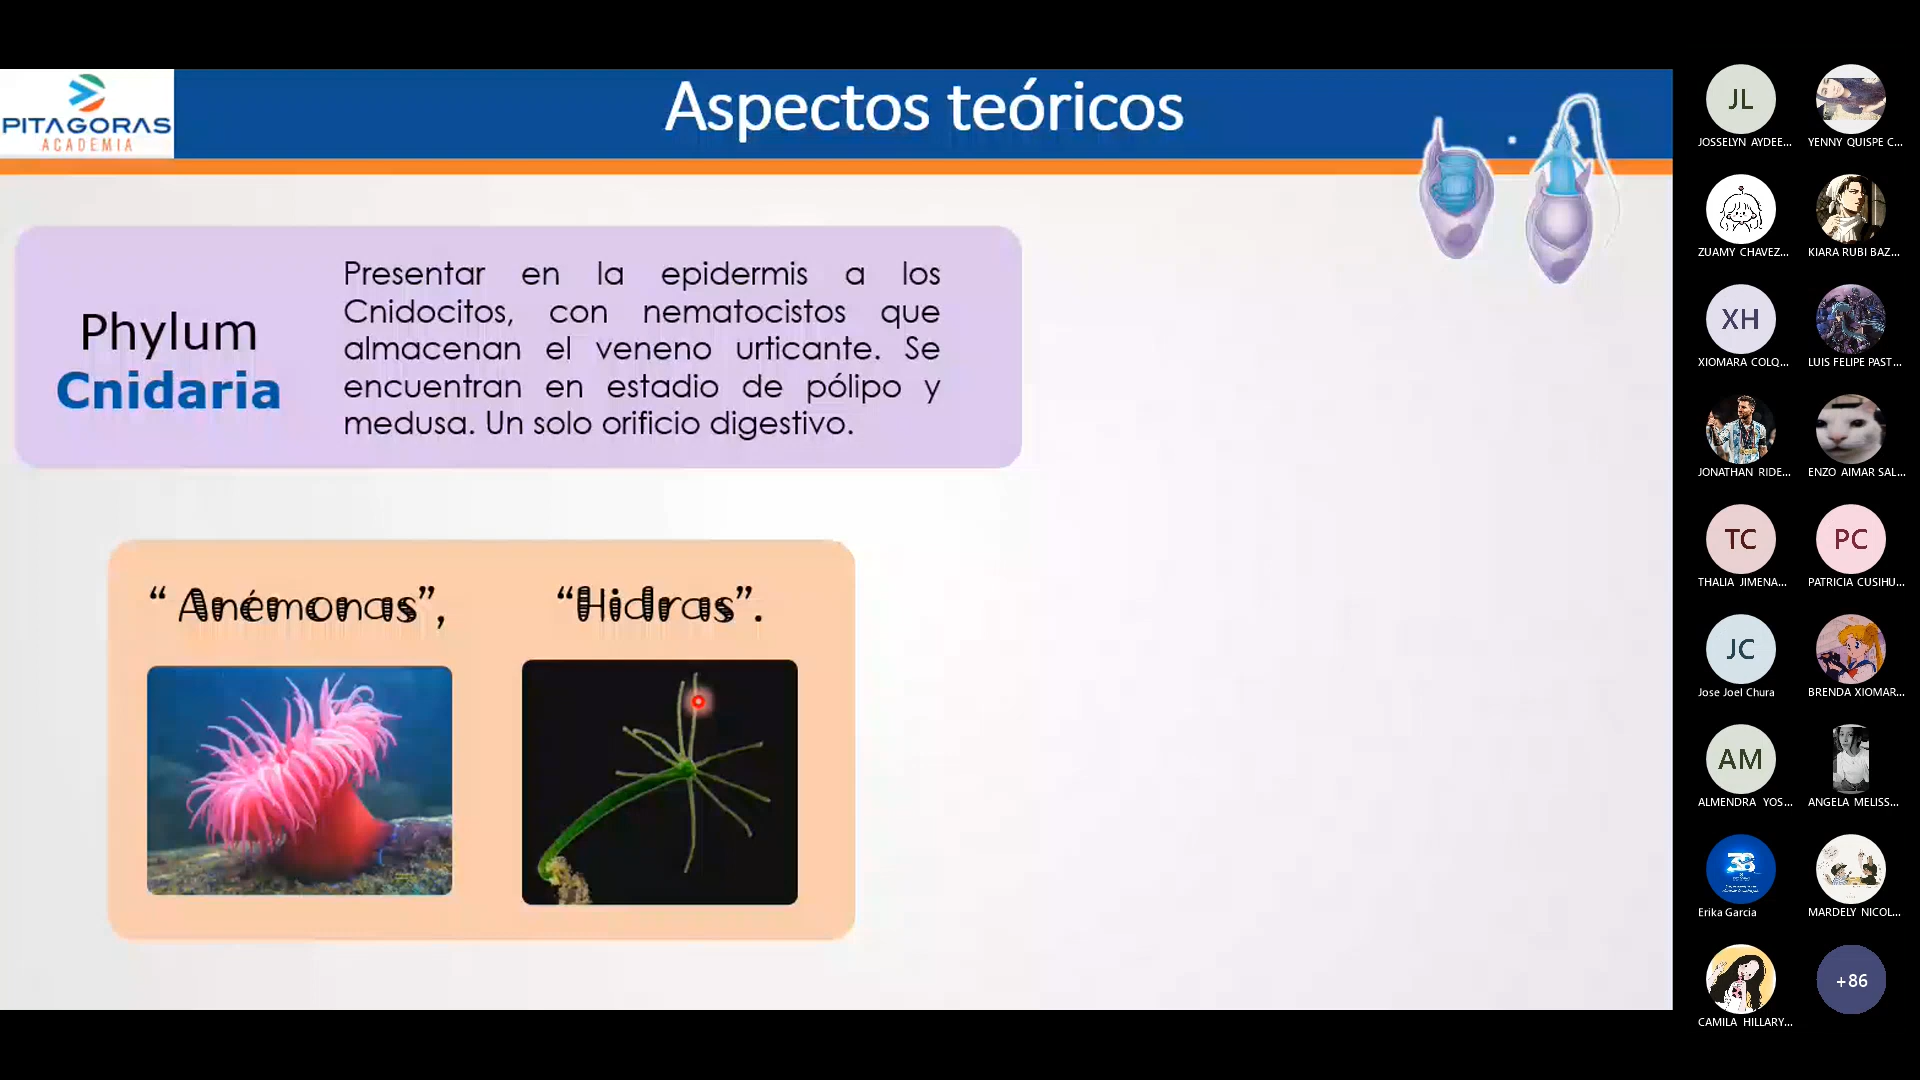 PITAGORAS
ACADEMIA
Aspectos teóricos
Phylum
Cnidaria
Presentar en la epidermis a los
Cnidocitos, con nematocistos que
almacenan el veneno urticante. Se
encuentran en estadio de pólipo y
medusa. Un solo orificio digestivo.
“ Anémonas”,
“Hidras”.
JL
JOSSELYN AYDEE...
YENNY QUISPE C...
ZUAMY CHAVEZ...
KIARA RUBI BAZ...
XH
XIOMARA COLQ...
LUIS FELIPE PAST...
JONATHAN RIDE...
ENZO AIMAR SAL...
TC
THALIA JIMENA...
PC
PATRICIA CUSIHU...
JC
Jose Joel Chura
BRENDA XIOMAR...
AM
ALMENDRA YOS...
ANGELA MELISS...
Erika García
MARDELY NICOL...
CAMILA HILLARY...
+86